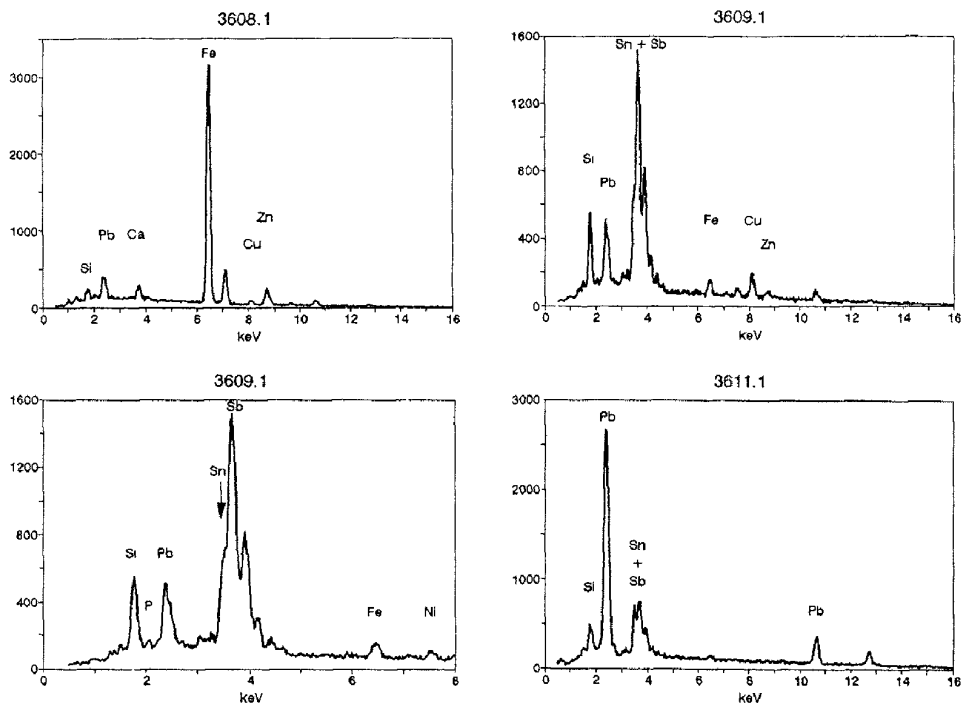 3608.1
Fe
3000
2000
1000
0
Si
Pb
Ca
Cu
Zn
0 2 4 6 8 10 12 14 16
keV
3609.1
Sn + Sb
1600
1200
800
400
0
Si
Pb
Fe
Cu
Zn
0 2 4 6 8 10 12 14 16
keV
3609.1
Sb
Sn
1600
1200
800
400
0
Si
P
Pb
Fe
Ni
0 2 4 6 8
keV
3611.1
Pb
3000
2000
1000
0
Si
Sn
+
Sb
Pb
0 2 4 6 8 10 12 14 16
keV